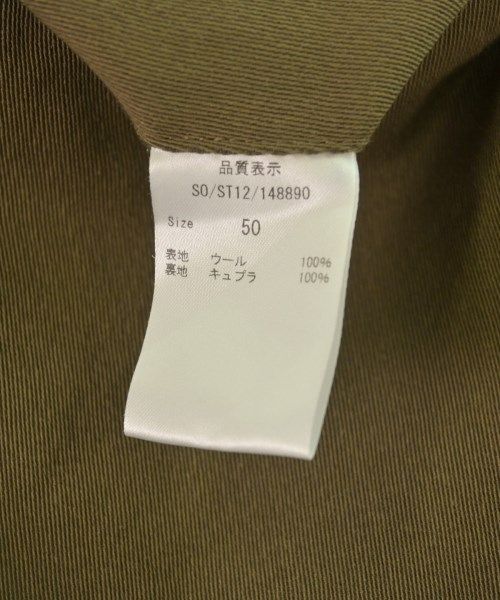 品質表示
SO/ST12/148890
Size 50
表地 ウール 100%
裏地 キュプラ 100%